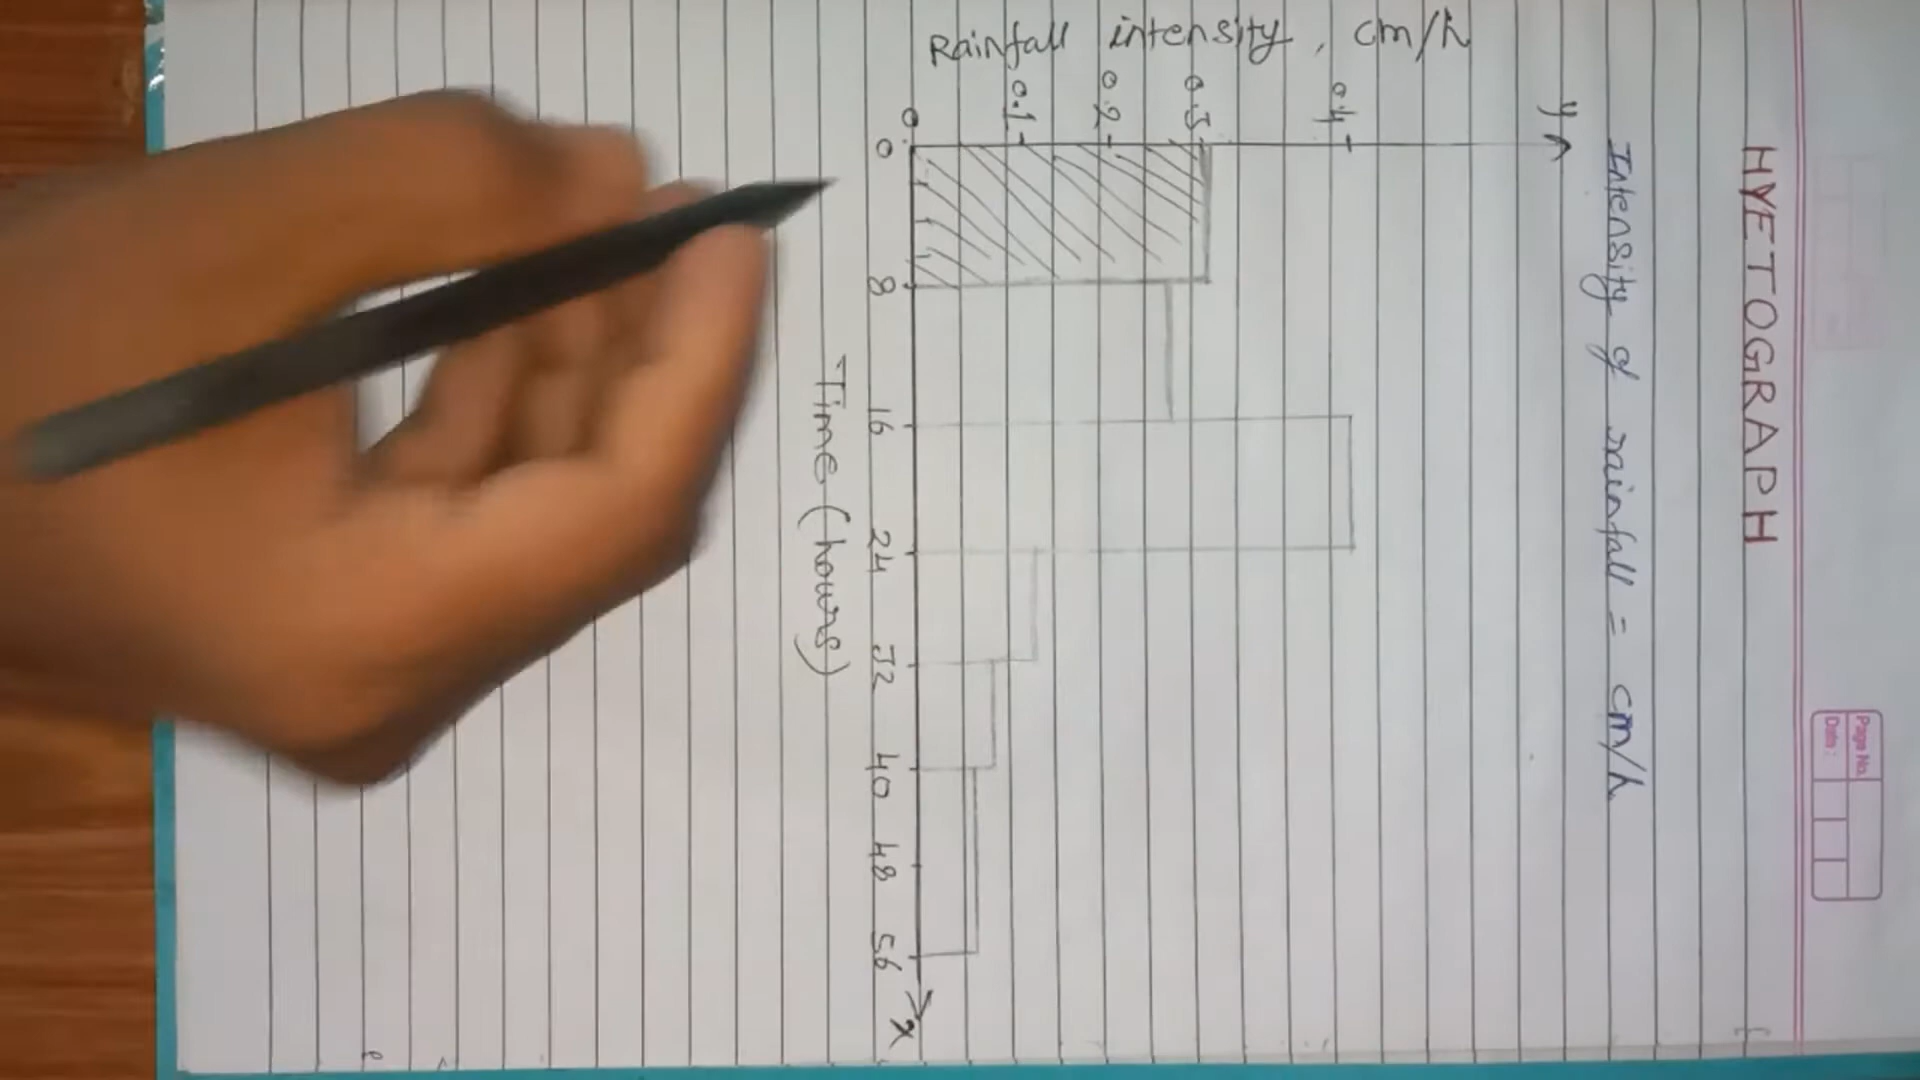 Page No.
Date:
HYETOGRAPH
Intensity of rainfall = cm/h
y
0.4
0.3
0.2
0.1
0
Rainfall intensity, cm/h
0 8 16 24 32 40 48 56
x
Time (hours)